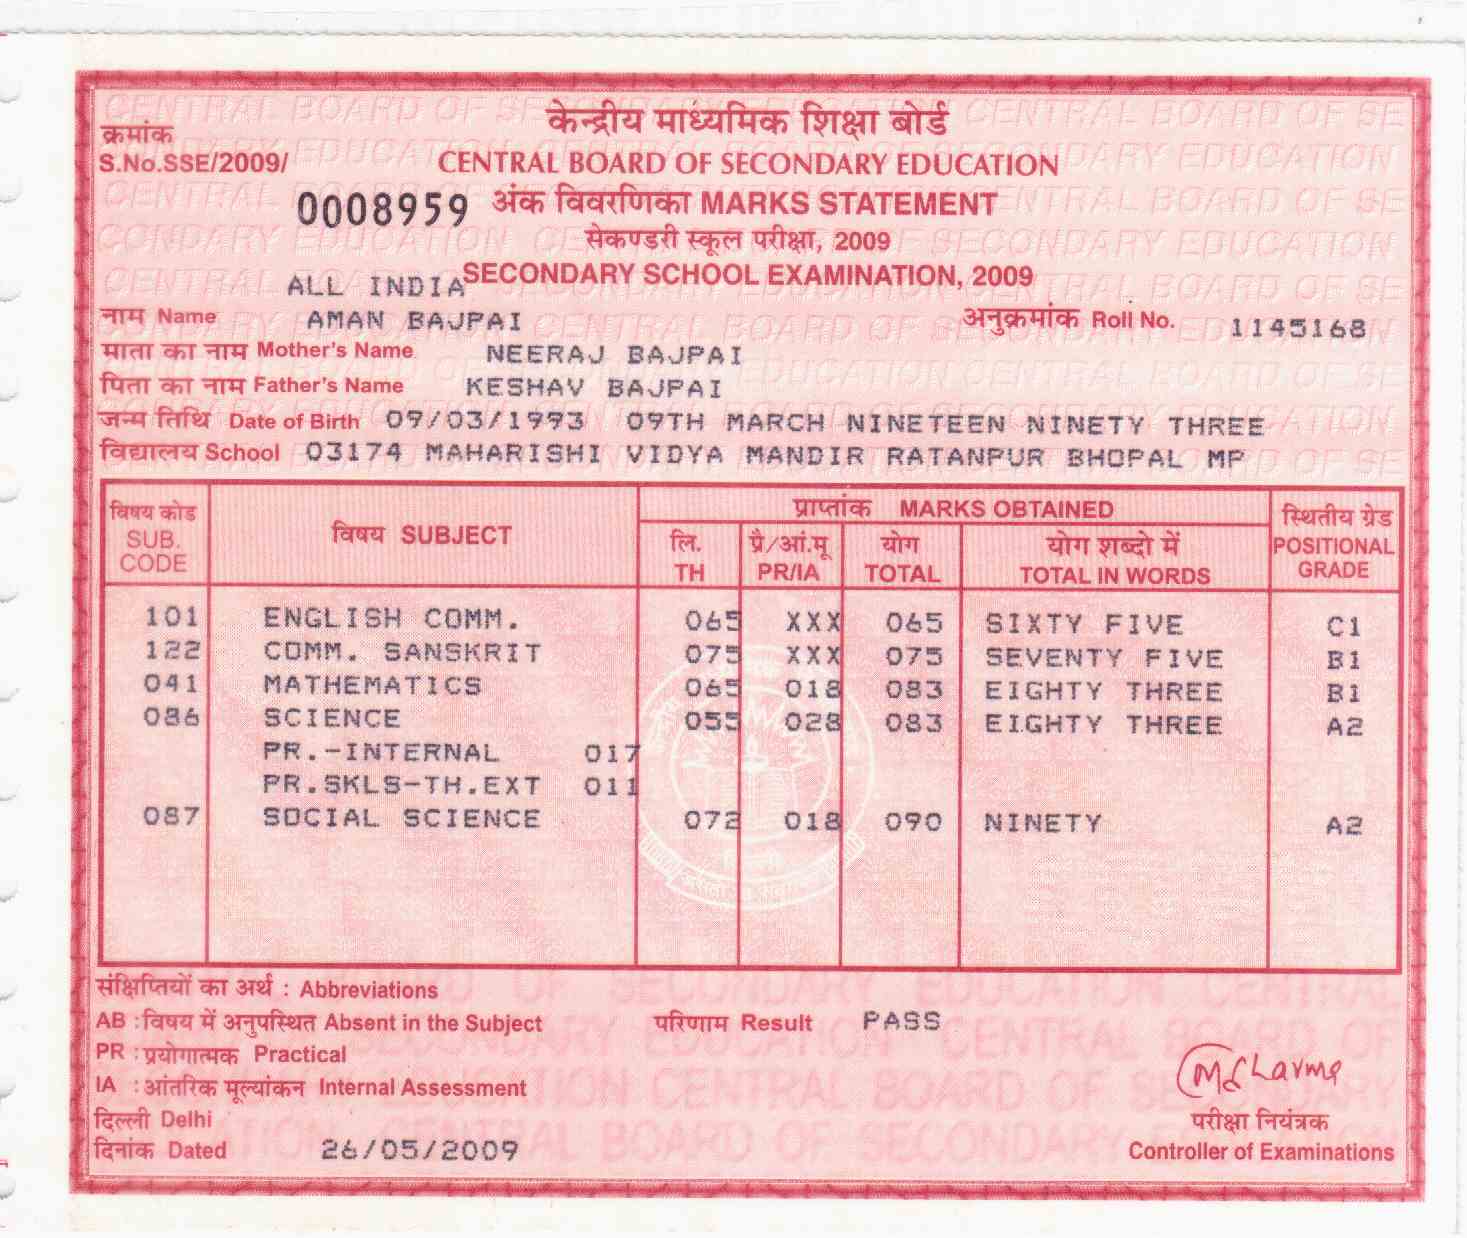 केन्द्रीय माध्यमिक शिक्षा बोर्ड
क्रमांक
S.No.SSE/2009/ CENTRAL BOARD OF SECONDARY EDUCATION
0008959 अंक विवरणिका MARKS STATEMENT
सेकण्डरी स्कूल परीक्षा, 2009
ALL INDIA SECONDARY SCHOOL EXAMINATION, 2009
नाम Name AMAN BAJPAI अनुक्रमांक Roll No. 1145168
माता का नाम Mother's Name NEERAJ BAJPAI
पिता का नाम Father's Name KESHAV BAJPAI
जन्म तिथि Date of Birth 09/03/1993 09TH MARCH NINETEEN NINETY THREE
विद्यालय School 03174 MAHARISHI VIDYA MANDIR RATANPUR BHOPAL MP
विषय कोड SUB. CODE विषय SUBJECT प्राप्तांक MARKS OBTAINED स्थितीय ग्रेड POSITIONAL GRADE
लि. TH प्रै/आं.मू PR/IA योग TOTAL योग शब्दो में TOTAL IN WORDS
101 ENGLISH COMM. 065 XXX 065 SIXTY FIVE C1
122 COMM. SANSKRIT 075 XXX 075 SEVENTY FIVE B1
041 MATHEMATICS 065 018 083 EIGHTY THREE B1
086 SCIENCE 055 028 083 EIGHTY THREE A2
PR.-INTERNAL 017
PR.SKLS-TH.EXT 011
087 SOCIAL SCIENCE 072 018 090 NINETY A2
संक्षिप्तियों का अर्थ : Abbreviations
AB : विषय में अनुपस्थित Absent in the Subject परिणाम Result PASS
PR : प्रयोगात्मक Practical
IA : आंतरिक मूल्यांकन Internal Assessment
दिल्ली Delhi परीक्षा नियंत्रक
दिनांक Dated 26/05/2009 Controller of Examinations